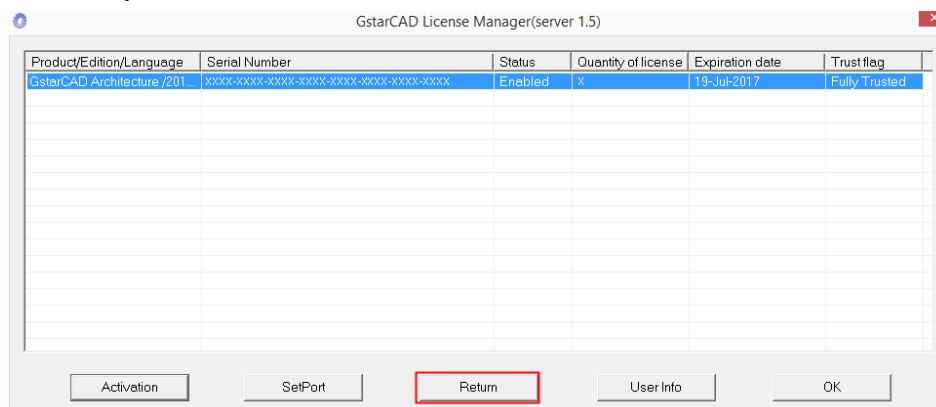 GstarCAD License Manager(server 1.5)
Product/Edition/Language Serial Number Status Quantity of license Expiration date Trust flag
GstarCAD Architecture /201... XXXX-XXXX-XXXX-XXXX-XXXX-XXXX-XXXX-XXXX Enabled X 19-Jul-2017 Fully Trusted
Activation SetPort Return User Info OK